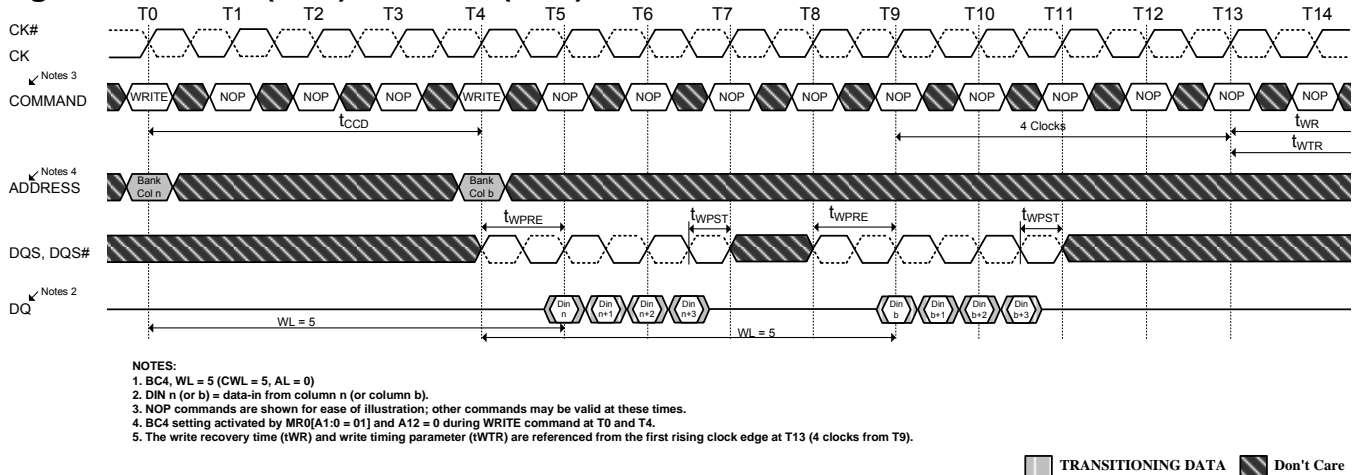 T0 T1 T2 T3 T4 T5 T6 T7 T8 T9 T10 T11 T12 T13 T14
CK#
CK
Notes 3
COMMAND
WRITE NOP NOP NOP WRITE NOP NOP NOP NOP NOP NOP NOP NOP NOP NOP
tCCD
4 Clocks
tWR
tWTR
Notes 4
ADDRESS
Bank
Col n
Bank
Col b
tWPRE tWPST tWPRE tWPST
DQS, DQS#
Notes 2
DQ
Din
n
Din
n+1
Din
n+2
Din
n+3
Din
b
Din
b+1
Din
b+2
Din
b+3
WL = 5
WL = 5
NOTES:
1. BC4, WL = 5 (CWL = 5, AL = 0)
2. DIN n (or b) = data-in from column n (or column b).
3. NOP commands are shown for ease of illustration; other commands may be valid at these times.
4. BC4 setting activated by MR0[A1:0 = 01] and A12 = 0 during WRITE command at T0 and T4.
5. The write recovery time (tWR) and write timing parameter (tWTR) are referenced from the first rising clock edge at T13 (4 clocks from T9).
TRANSITIONING DATA
Don't Care